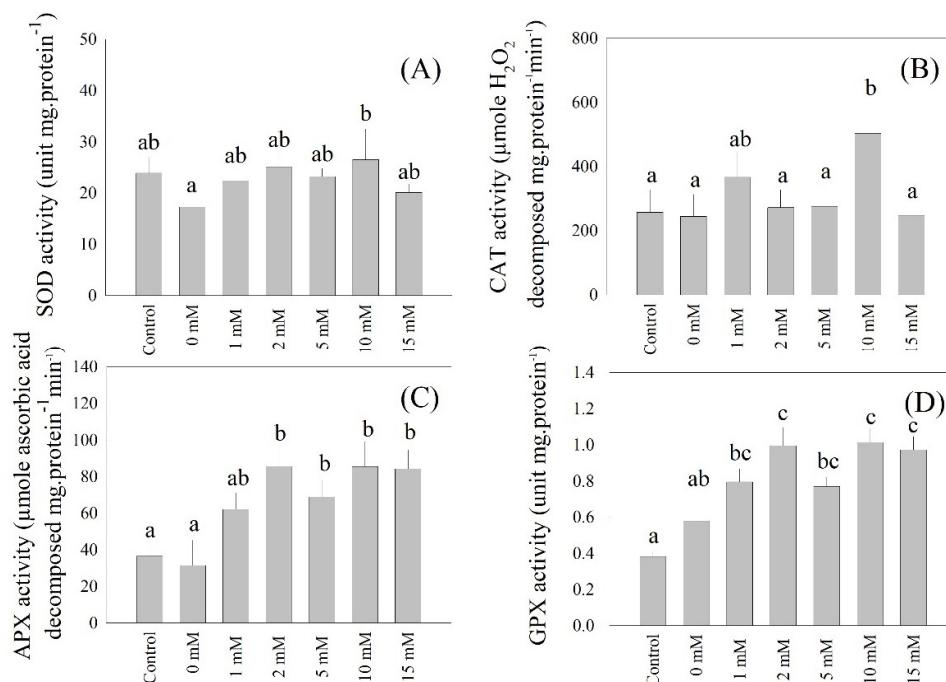 SOD activity (unit mg.protein⁻¹)
50
40
30
20
10
0
(A)
ab
a
ab
ab
ab
b
ab
Control
0 mM
1 mM
2 mM
5 mM
10 mM
15 mM
CAT activity (µmole H₂O₂
decomposed mg.protein⁻¹min⁻¹)
800
600
400
200
0
(B)
a
a
ab
a
a
b
a
Control
0 mM
1 mM
2 mM
5 mM
10 mM
15 mM
APX activity (µmole ascorbic acid
decomposed mg.protein⁻¹min⁻¹)
140
120
100
80
60
40
20
0
(C)
a
a
ab
b
b
b
b
Control
0 mM
1 mM
2 mM
5 mM
10 mM
15 mM
GPX activity (unit mg.protein⁻¹)
1.4
1.2
1.0
0.8
0.6
0.4
0.2
0.0
(D)
a
ab
bc
c
bc
c
c
Control
0 mM
1 mM
2 mM
5 mM
10 mM
15 mM